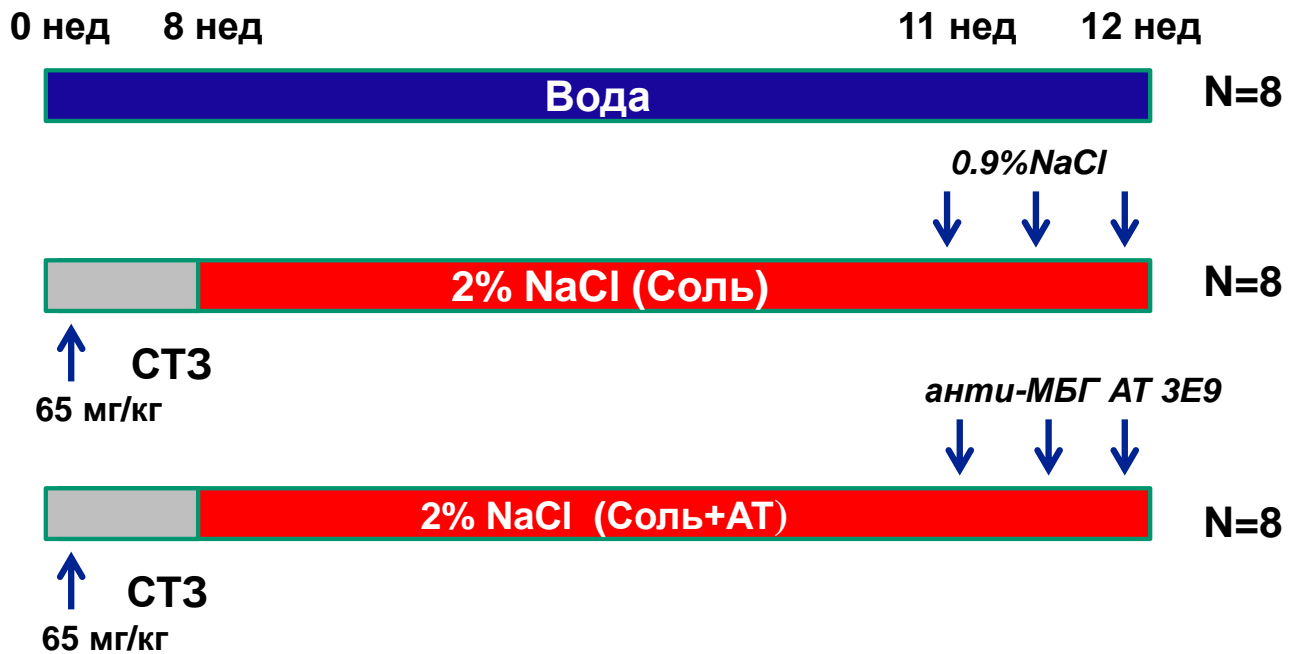 0 нед 8 нед 11 нед 12 нед
Вода N=8
0.9%NaCl
2% NaCl (Соль) N=8
СТЗ
65 мг/кг
анти-МБГ АТ 3Е9
2% NaCl (Соль+АТ) N=8
СТЗ
65 мг/кг